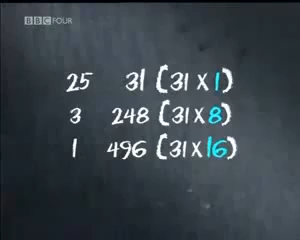 BBC FOUR
25 31 (31 x 1)
3 248 (31 x 8)
1 496 (31 x 16)